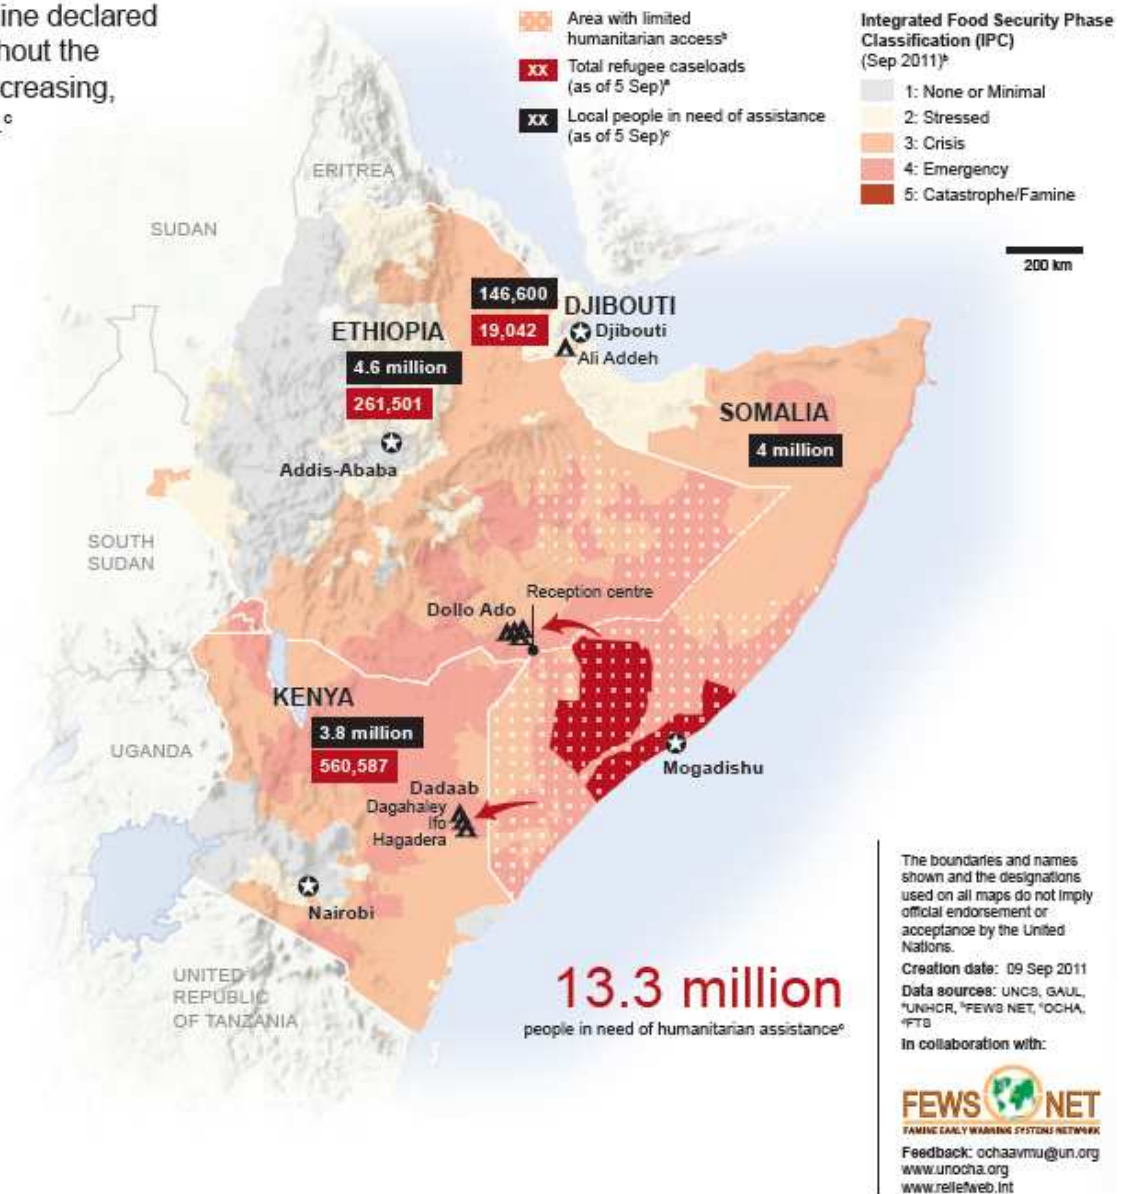 ine declared
hout the
creasing,
c
Area with limited
humanitarian accessᵇ
XX Total refugee caseloads
(as of 5 Sep)ᵃ
XX Local people in need of assistance
(as of 5 Sep)ᶜ
Integrated Food Security Phase
Classification (IPC)
(Sep 2011)ᵇ
1: None or Minimal
2: Stressed
3: Crisis
4: Emergency
5: Catastrophe/Famine
200 km
ERITREA
SUDAN
146,600
DJIBOUTI
19,042
Djibouti
Ali Addeh
ETHIOPIA
4.6 million
261,501
Addis-Ababa
SOMALIA
4 million
SOUTH
SUDAN
Reception centre
Dollo Ado
KENYA
3.8 million
560,587
UGANDA
Mogadishu
Dadaab
Dagahaley
Ifo
Hagadera
Nairobi
UNITED
REPUBLIC
OF TANZANIA
13.3 million
people in need of humanitarian assistanceᶜ
The boundaries and names
shown and the designations
used on all maps do not imply
official endorsement or
acceptance by the United
Nations.
Creation date: 09 Sep 2011
Data sources: UNCS, GAUL,
ᵃUNHCR, ᵇFEWS NET, ᶜOCHA,
ᵈFTS
In collaboration with:
FEWS NET
FAMINE EARLY WARNING SYSTEMS NETWORK
Feedback: ochaavmu@un.org
www.unocha.org
www.reliefweb.int